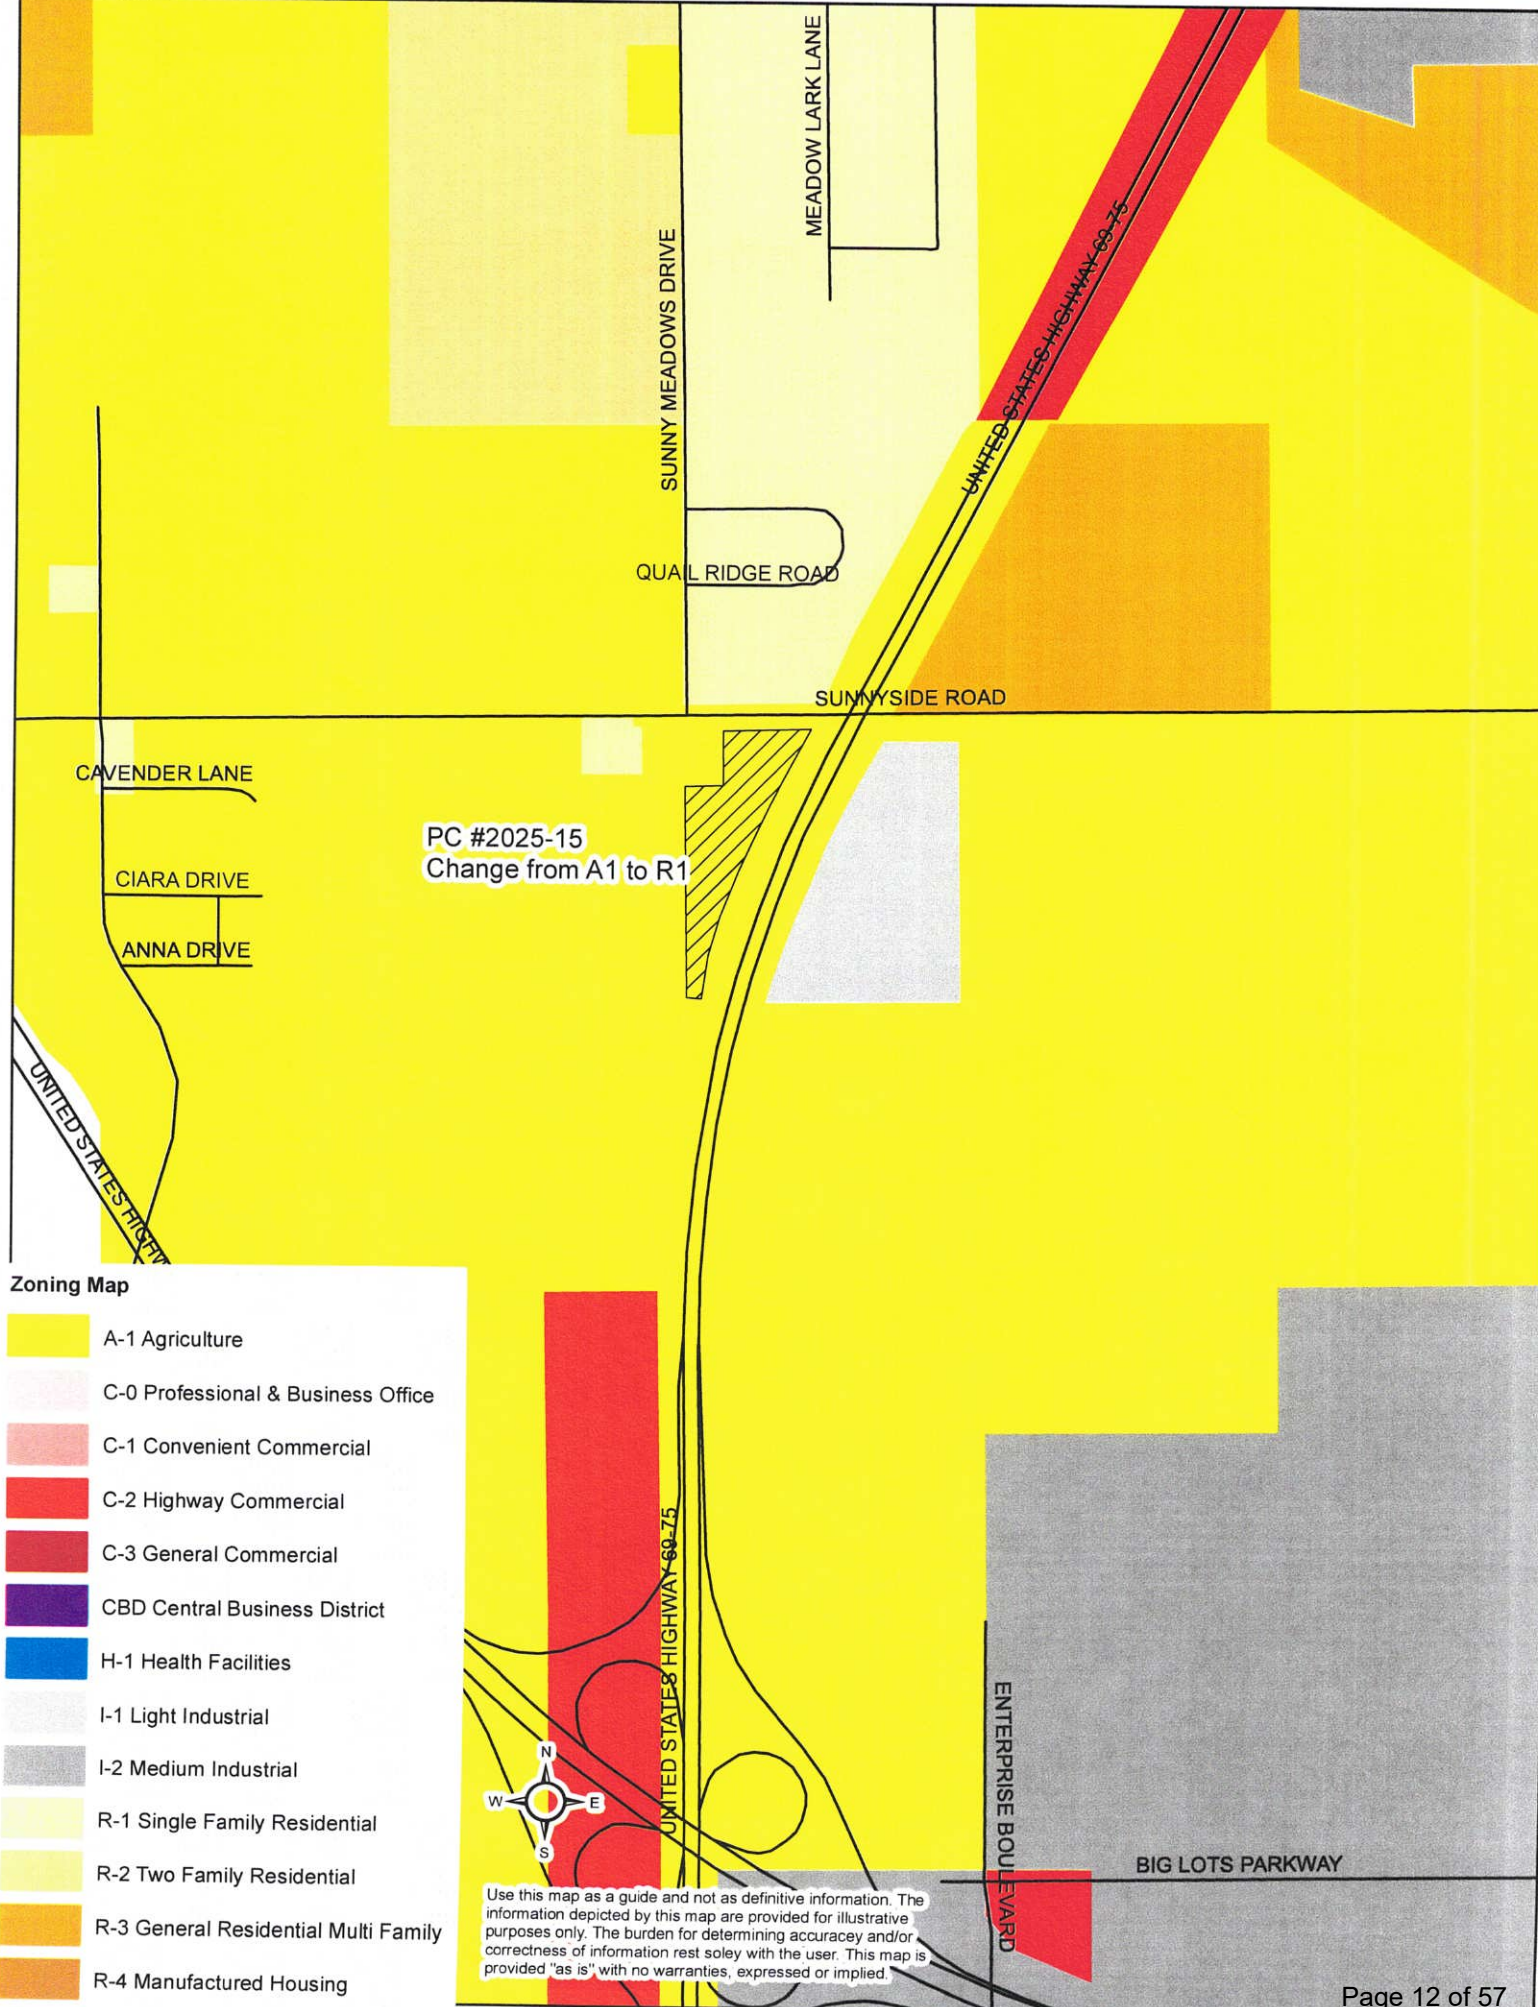 MEADOW LARK LANE
SUNNY MEADOWS DRIVE
UNITED STATES HIGHWAY 69-75
QUAIL RIDGE ROAD
SUNNYSIDE ROAD
CAVENDER LANE
PC #2025-15
Change from A1 to R1
CIARA DRIVE
ANNA DRIVE
UNITED STATES HIGHW
Zoning Map
A-1 Agriculture
C-0 Professional & Business Office
C-1 Convenient Commercial
C-2 Highway Commercial
C-3 General Commercial
CBD Central Business District
H-1 Health Facilities
I-1 Light Industrial
I-2 Medium Industrial
R-1 Single Family Residential
R-2 Two Family Residential
R-3 General Residential Multi Family
R-4 Manufactured Housing
UNITED STATES HIGHWAY 69-75
N
W
E
S
ENTERPRISE BOULEVARD
BIG LOTS PARKWAY
Use this map as a guide and not as definitive information. The
information depicted by this map are provided for illustrative
purposes only. The burden for determining accuracey and/or
correctness of information rest soley with the user. This map is
provided "as is" with no warranties, expressed or implied.
Page 12 of 57